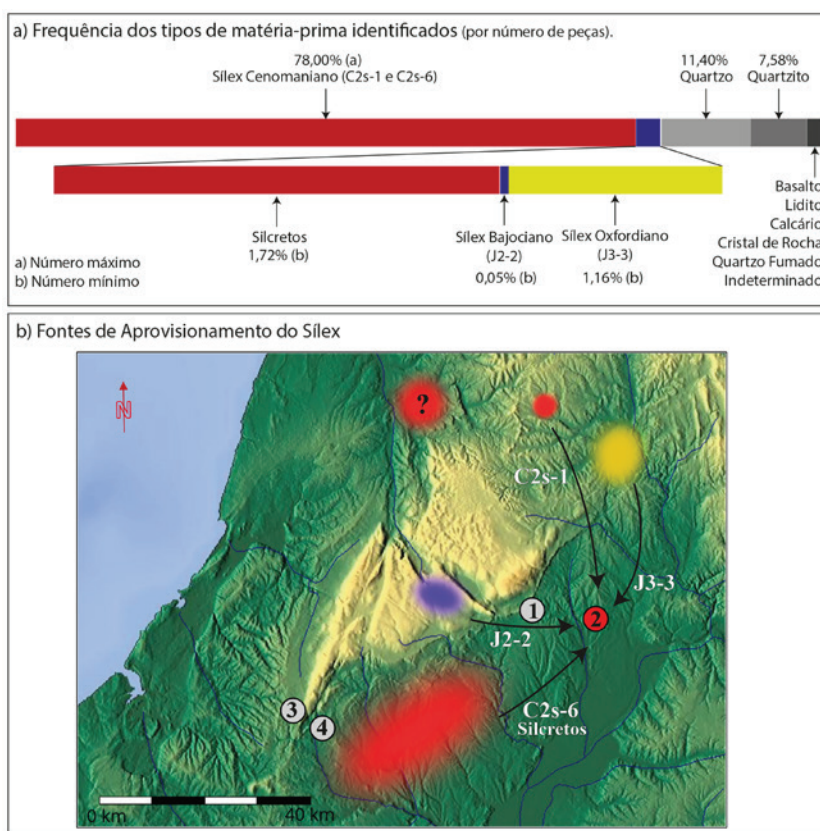 a) Frequência dos tipos de matéria-prima identificados (por número de peças).
78,00% (a)
Sílex Cenomaniano (C2s-1 e C2s-6)
11,40%
Quartzo
7,58%
Quartzito
Silcretos
1,72% (b)
Sílex Bajociano
(J2-2)
0,05% (b)
Sílex Oxfordiano
(J3-3)
1,16% (b)
Basalto
Lidito
Calcário
Cristal de Rocha
Quartzo Fumado
Indeterminado
a) Número máximo
b) Número mínimo
b) Fontes de Aprovisionamento do Sílex
N
?
C2s-1
J3-3
1
2
J2-2
C2s-6
Silcretos
3
4
0 km
40 km